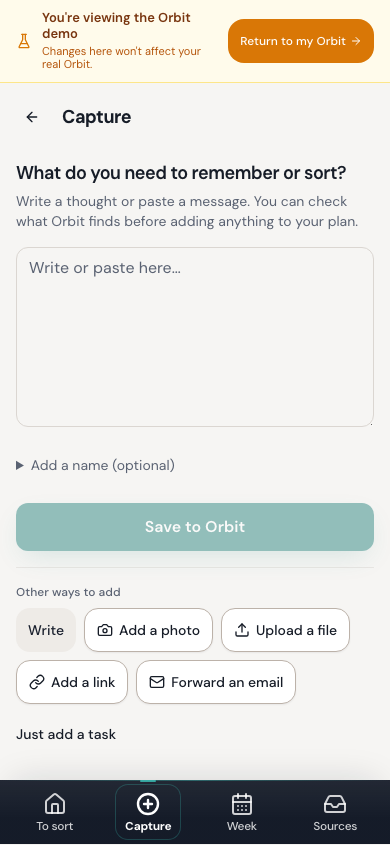 You're viewing the Orbit
demo
Changes here won't affect your
real Orbit.
Return to my Orbit →
← Capture
What do you need to remember or sort?
Write a thought or paste a message. You can check
what Orbit finds before adding anything to your plan.
Write or paste here...
▶ Add a name (optional)
Save to Orbit
Other ways to add
Write
Add a photo
Upload a file
Add a link
Forward an email
Just add a task
To sort
Capture
Week
Sources